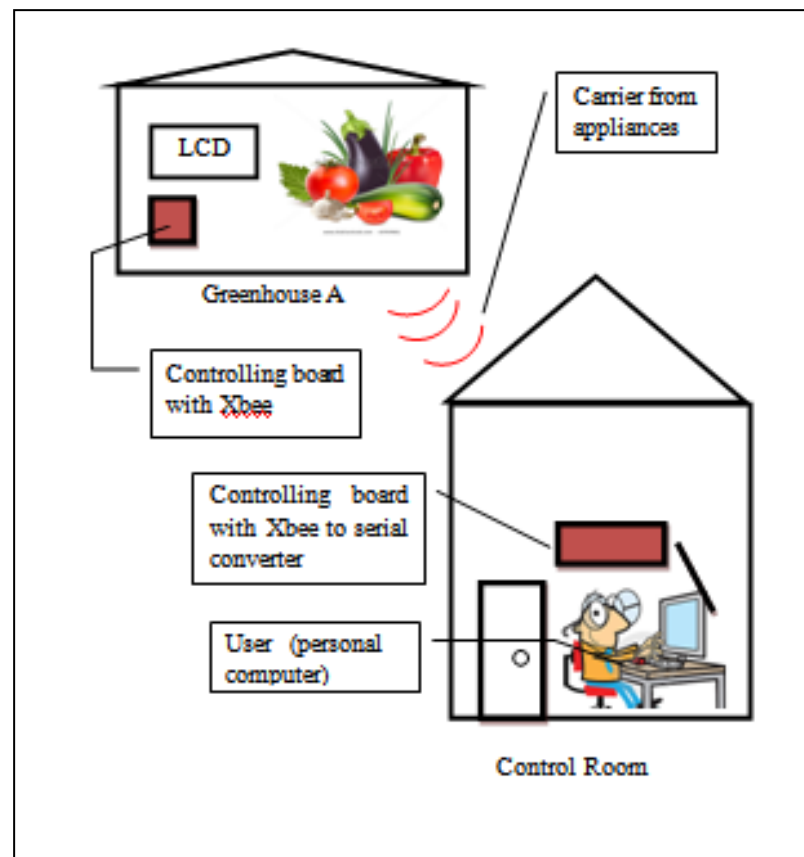 Carrier from
appliances
LCD
Greenhouse A
Controlling board
with Xbee
Controlling board
with Xbee to serial
converter
User (personal
computer)
Control Room